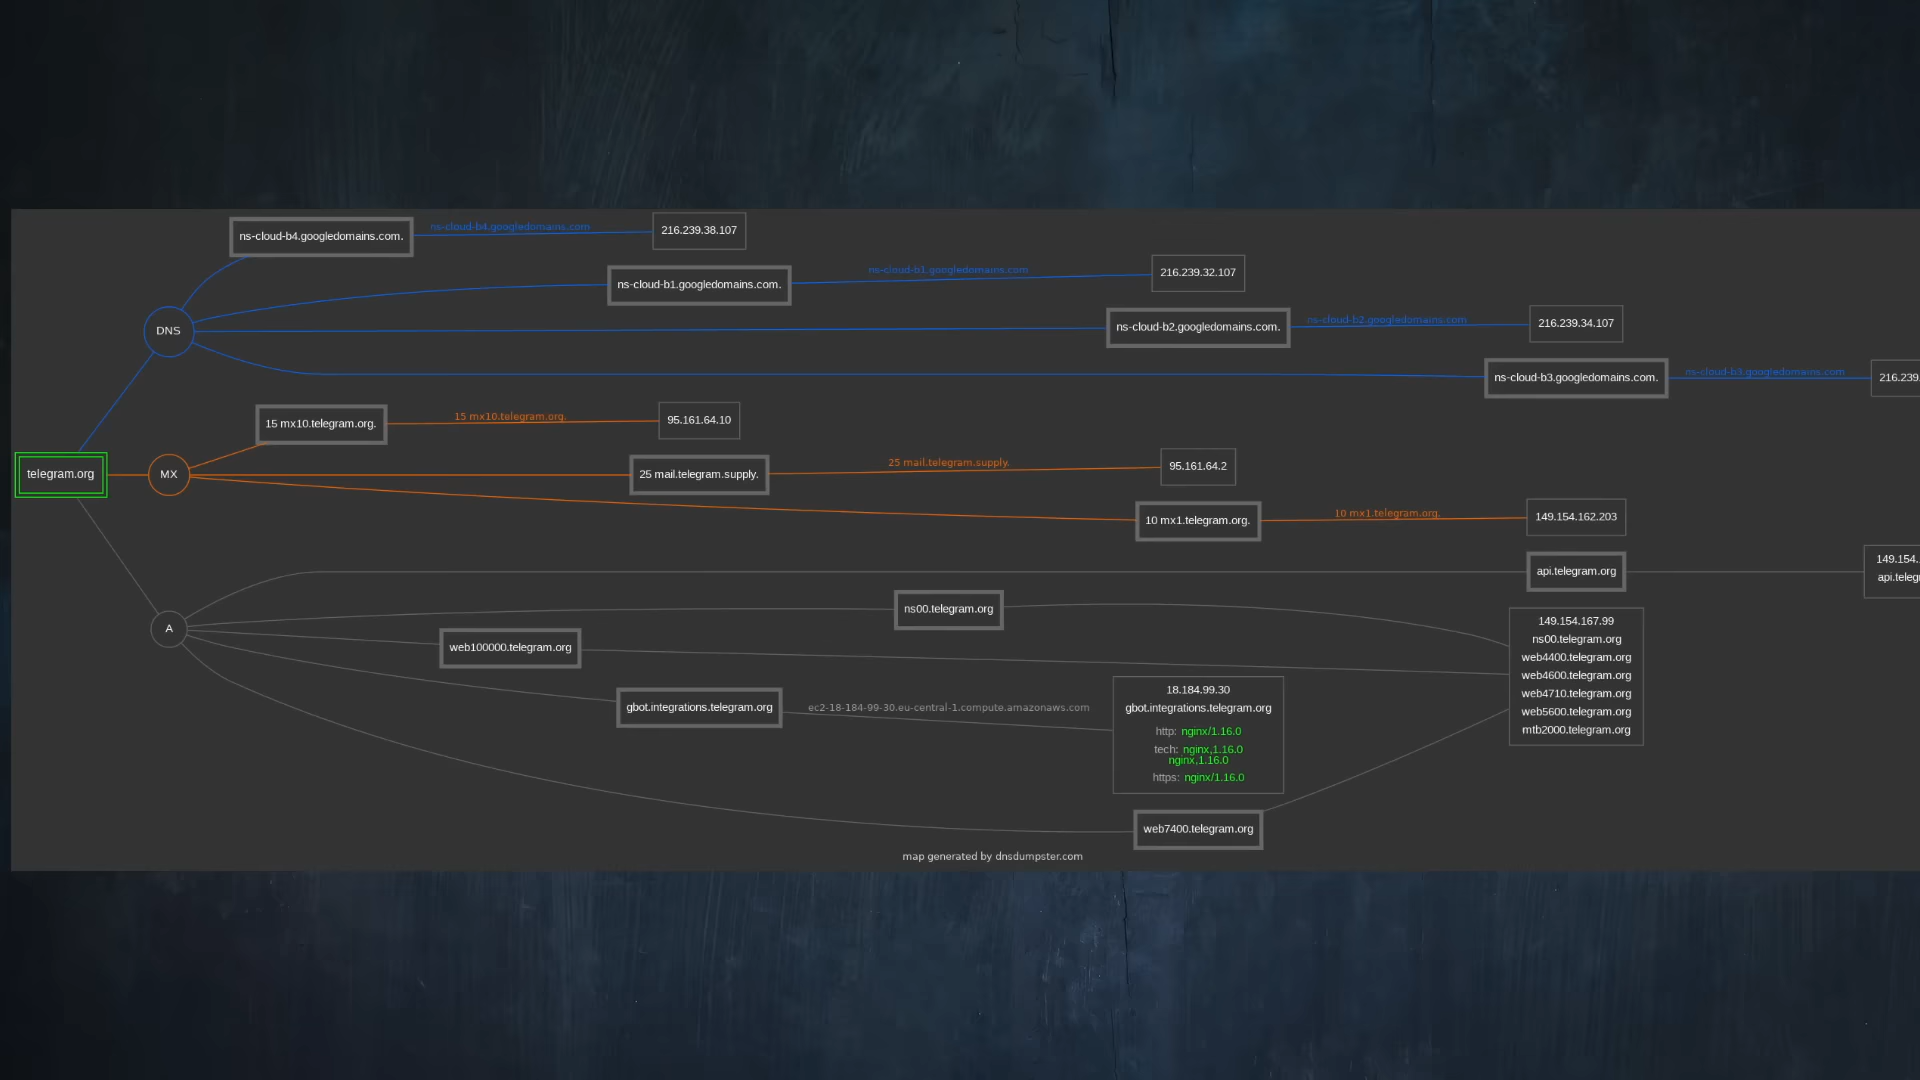 ns-cloud-b4.googledomains.com.
ns-cloud-b4.googledomains.com
216.239.38.107
ns-cloud-b1.googledomains.com.
ns-cloud-b1.googledomains.com
216.239.32.107
DNS
ns-cloud-b2.googledomains.com.
ns-cloud-b2.googledomains.com
216.239.34.107
ns-cloud-b3.googledomains.com.
ns-cloud-b3.googledomains.com
216.239.
15 mx10.telegram.org.
15 mx10.telegram.org.
95.161.64.10
telegram.org
MX
25 mail.telegram.supply.
25 mail.telegram.supply.
95.161.64.2
10 mx1.telegram.org.
10 mx1.telegram.org.
149.154.162.203
api.telegram.org
149.154.
api.teleg
A
ns00.telegram.org
web100000.telegram.org
149.154.167.99
ns00.telegram.org
web4400.telegram.org
web4600.telegram.org
web4710.telegram.org
web5600.telegram.org
mtb2000.telegram.org
gbot.integrations.telegram.org
ec2-18-184-99-30.eu-central-1.compute.amazonaws.com
18.184.99.30
gbot.integrations.telegram.org
http: nginx/1.16.0
tech: nginx,1.16.0
nginx,1.16.0
https: nginx/1.16.0
web7400.telegram.org
map generated by dnsdumpster.com